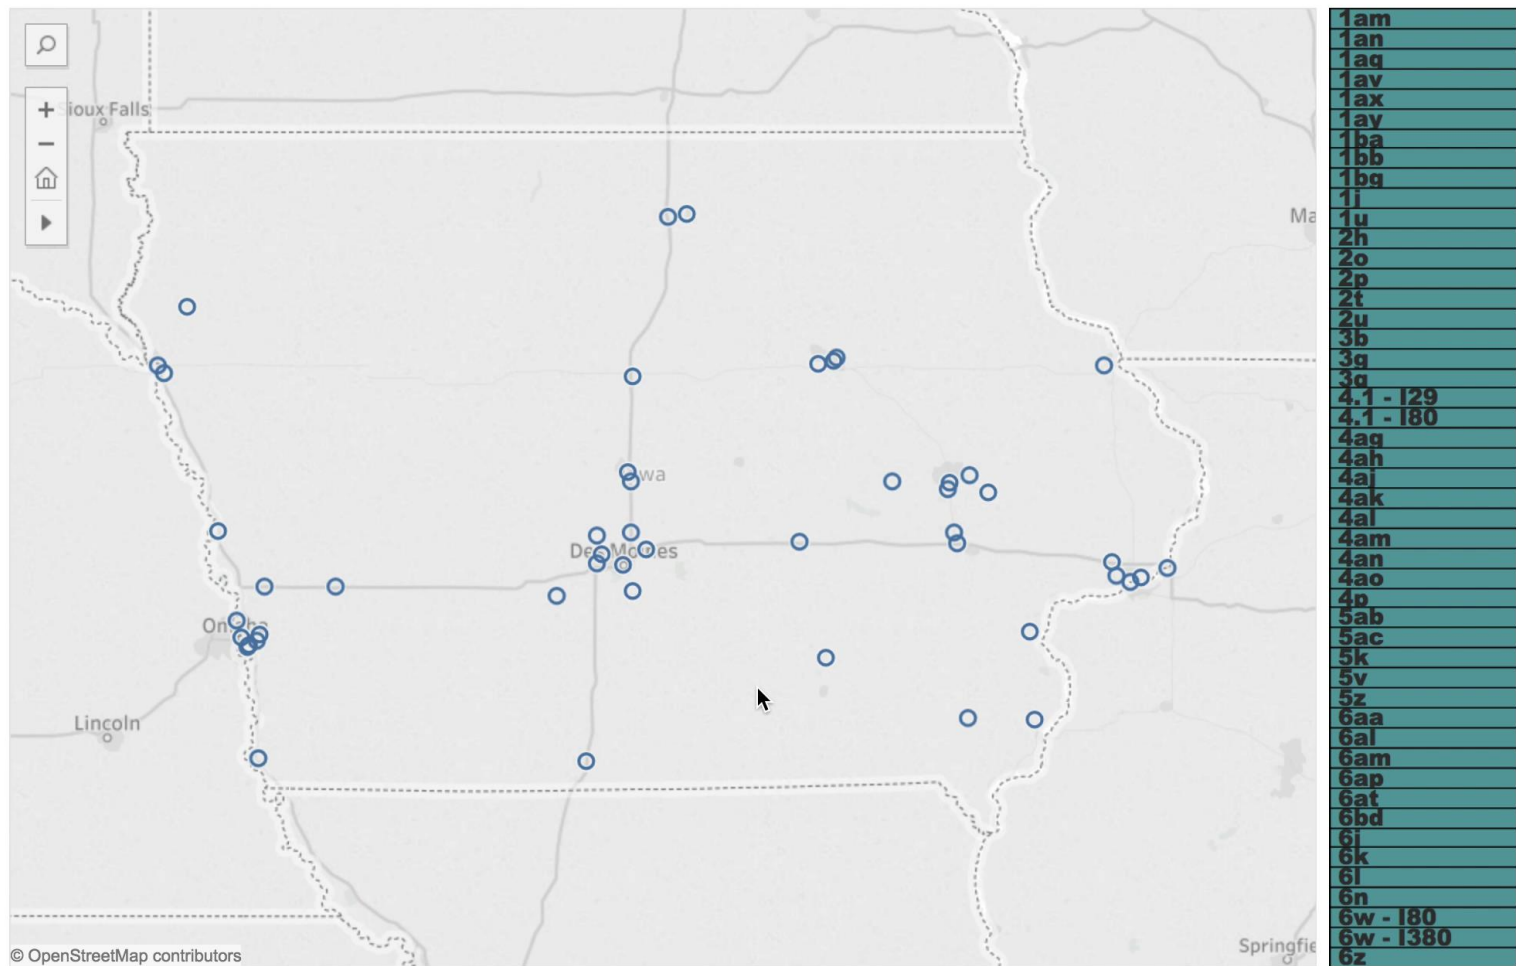 Sioux Falls
Ma
Iowa
Des Moines
Omaha
Lincoln
Springfie
© OpenStreetMap contributors
1am
1an
1aq
1av
1ax
1ay
1ba
1bb
1bg
1j
1u
2h
2o
2p
2t
2u
3b
3g
3q
4.1 - I29
4.1 - I80
4ag
4ah
4aj
4ak
4al
4am
4an
4ao
4p
5ab
5ac
5k
5v
5z
6aa
6al
6am
6ap
6at
6bd
6j
6k
6l
6n
6w - I80
6w - I380
6z